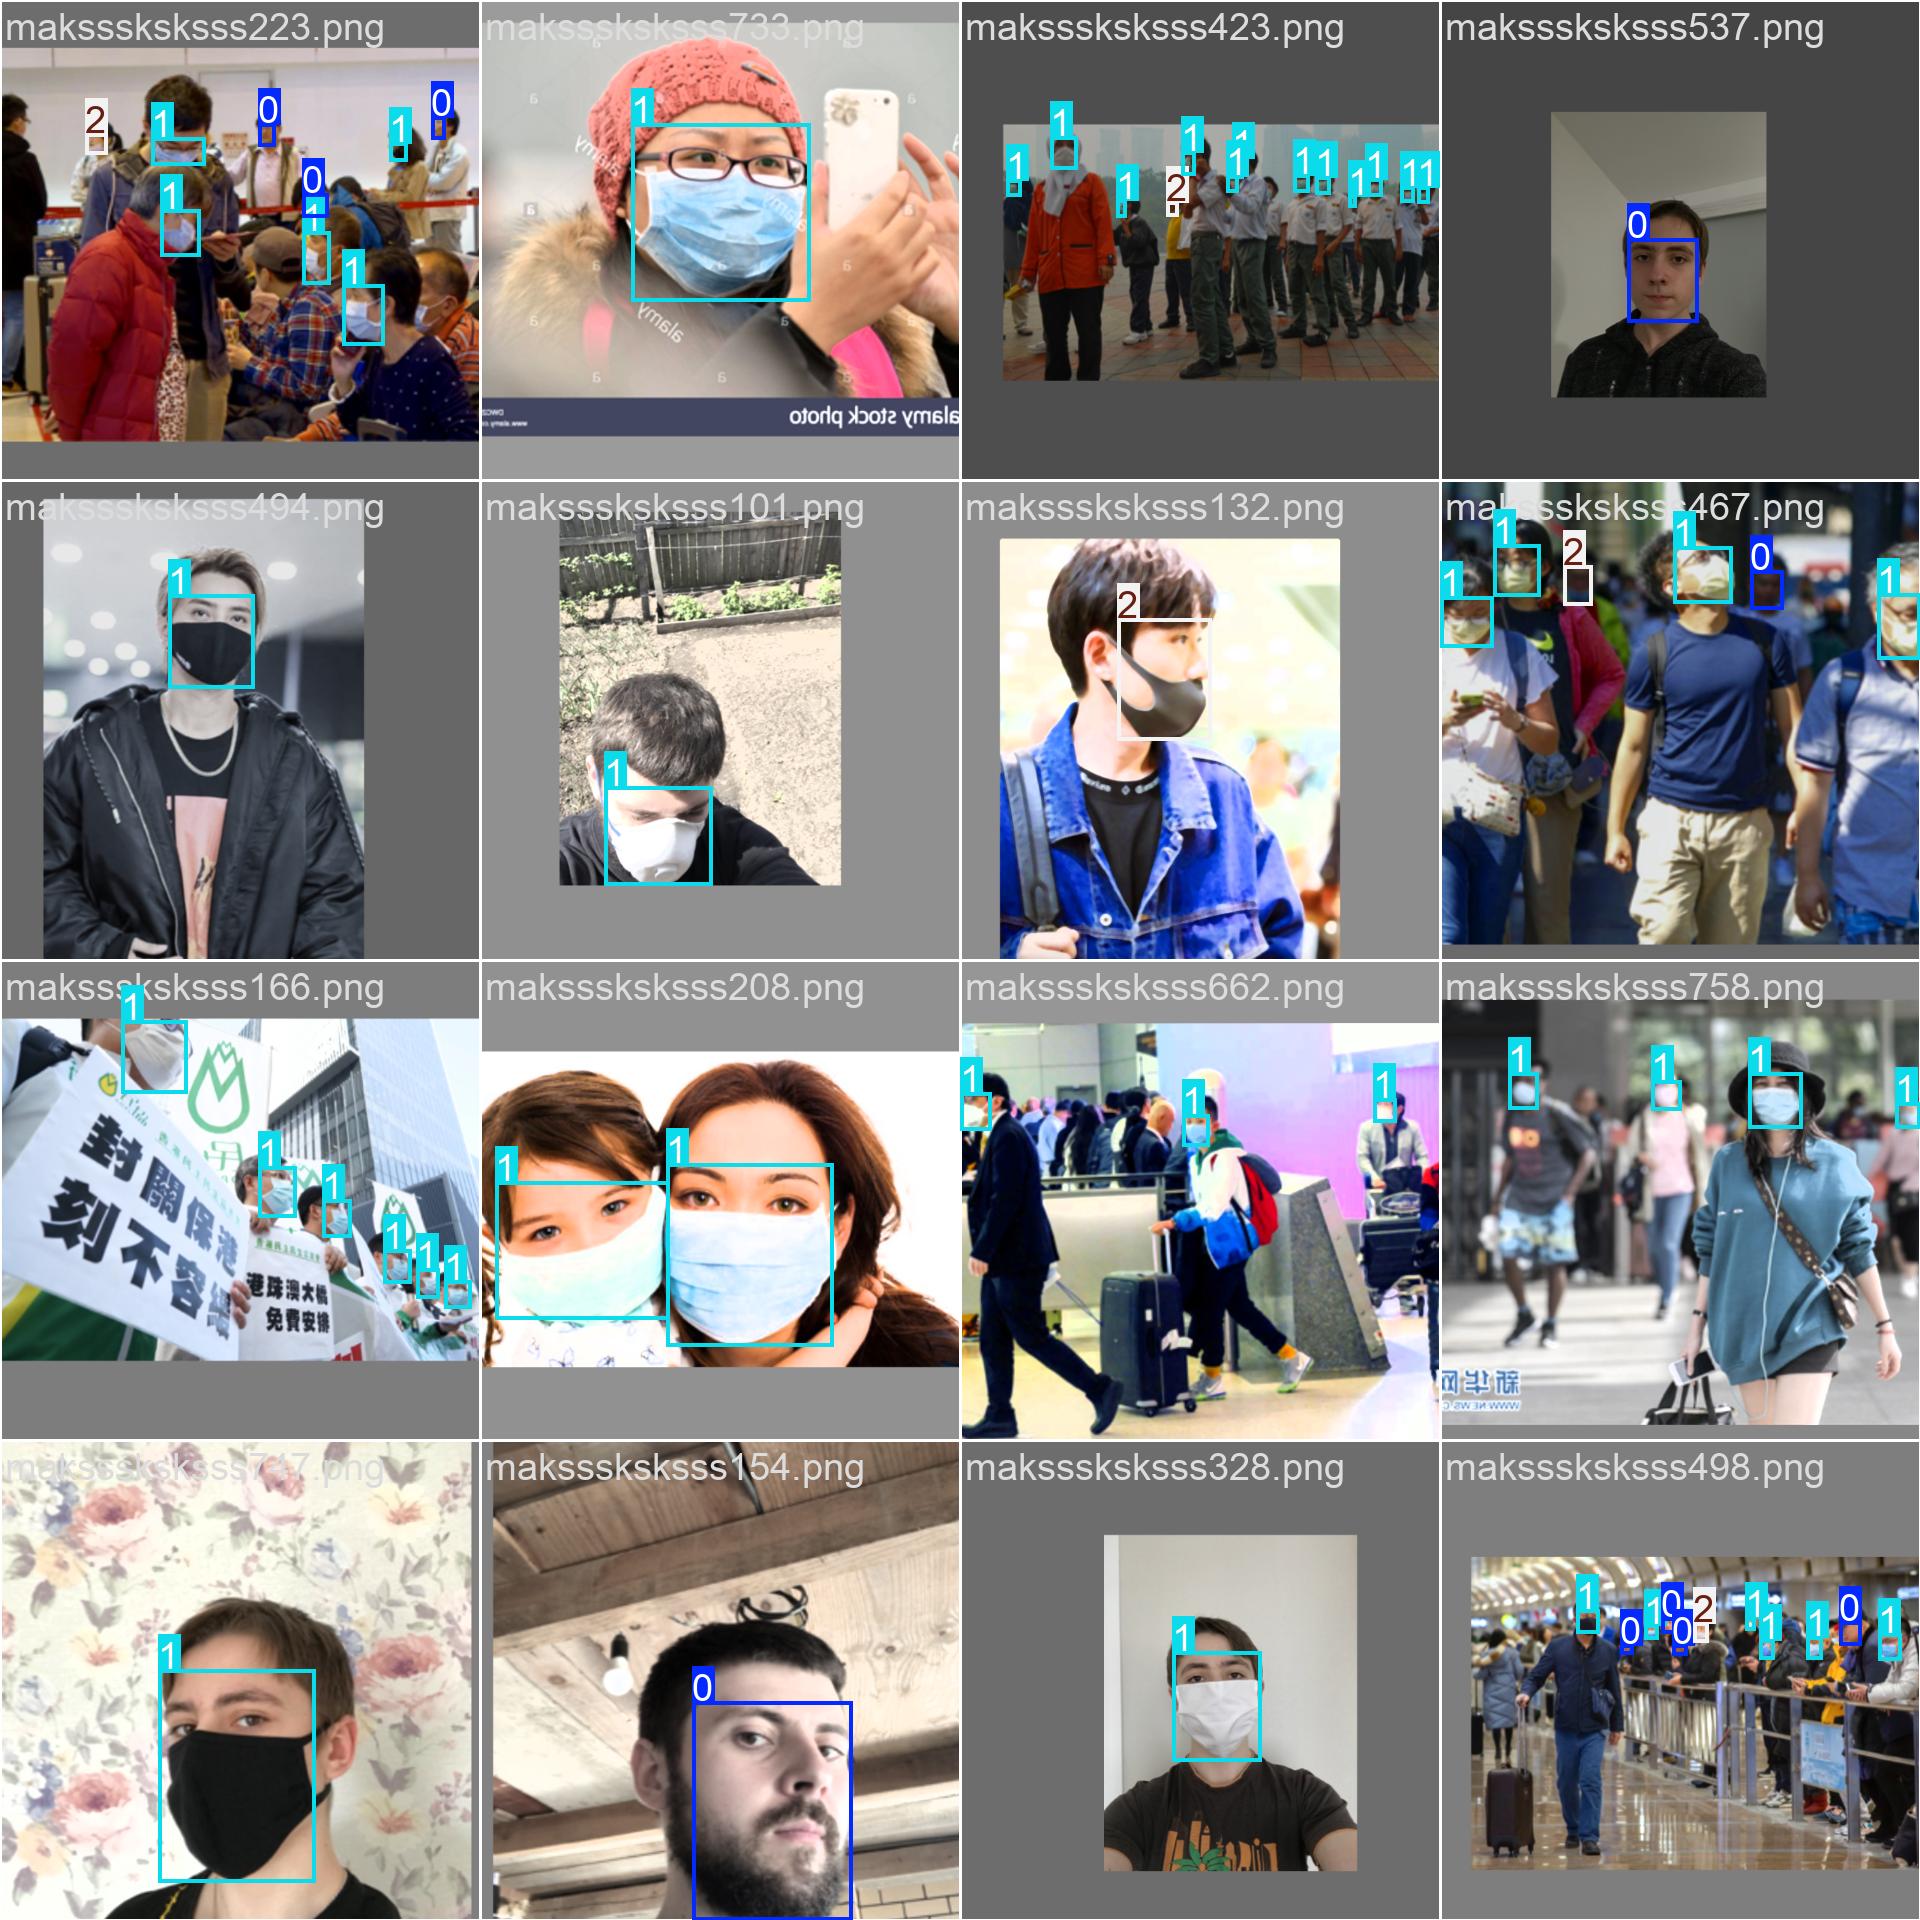 maksssksksss223.png
2
1
0
1
0
1
0
1
1
maksssksksss733.png
1
alamy
alamy
alamy stock photo
maksssksksss423.png
1
1
1
1
2
1
1
1
1
1
1
1
1
maksssksksss537.png
0
maksssksksss494.png
1
maksssksksss101.png
1
maksssksksss132.png
2
maksssksksss467.png
1
1
2
1
0
1
maksssksksss166.png
1
1
1
1
1
1
封關保港
刻不容緩
港珠澳大橋
免費安排
maksssksksss208.png
1
1
maksssksksss662.png
1
1
1
maksssksksss758.png
1
1
1
1
新华网
maksssksksss747.png
1
maksssksksss154.png
0
maksssksksss328.png
1
maksssksksss498.png
1
0
1
0
0
2
1
1
1
0
1